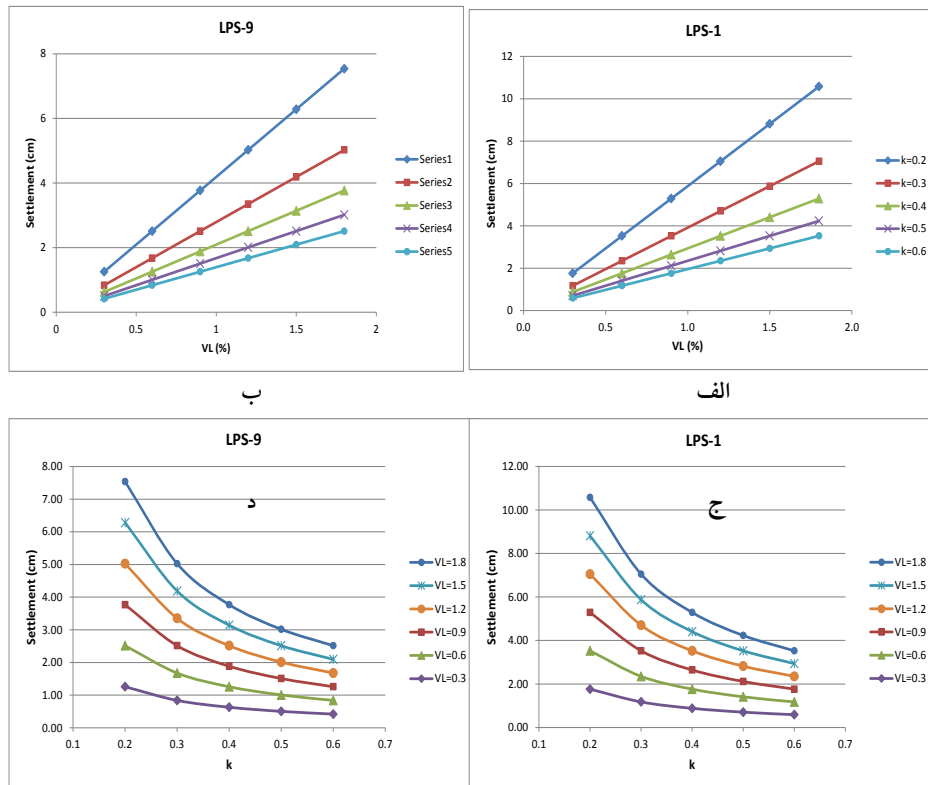 LPS-9
8
6
4
2
0
0
0.5
1
1.5
2
Settlement (cm)
VL (%)
Series1
Series2
Series3
Series4
Series5
LPS-1
12
10
8
6
4
2
0
0.0
0.5
1.0
1.5
2.0
Settlement (cm)
VL (%)
k=0.2
k=0.3
k=0.4
k=0.5
k=0.6
ب
الف
LPS-9
8.00
7.00
6.00
5.00
4.00
3.00
2.00
1.00
0.00
0.1
0.2
0.3
0.4
0.5
0.6
0.7
Settlement (cm)
k
د
VL=1.8
VL=1.5
VL=1.2
VL=0.9
VL=0.6
VL=0.3
LPS-1
12.00
10.00
8.00
6.00
4.00
2.00
0.00
0.1
0.2
0.3
0.4
0.5
0.6
0.7
Settlement (cm)
k
ج
VL=1.8
VL=1.5
VL=1.2
VL=0.9
VL=0.6
VL=0.3